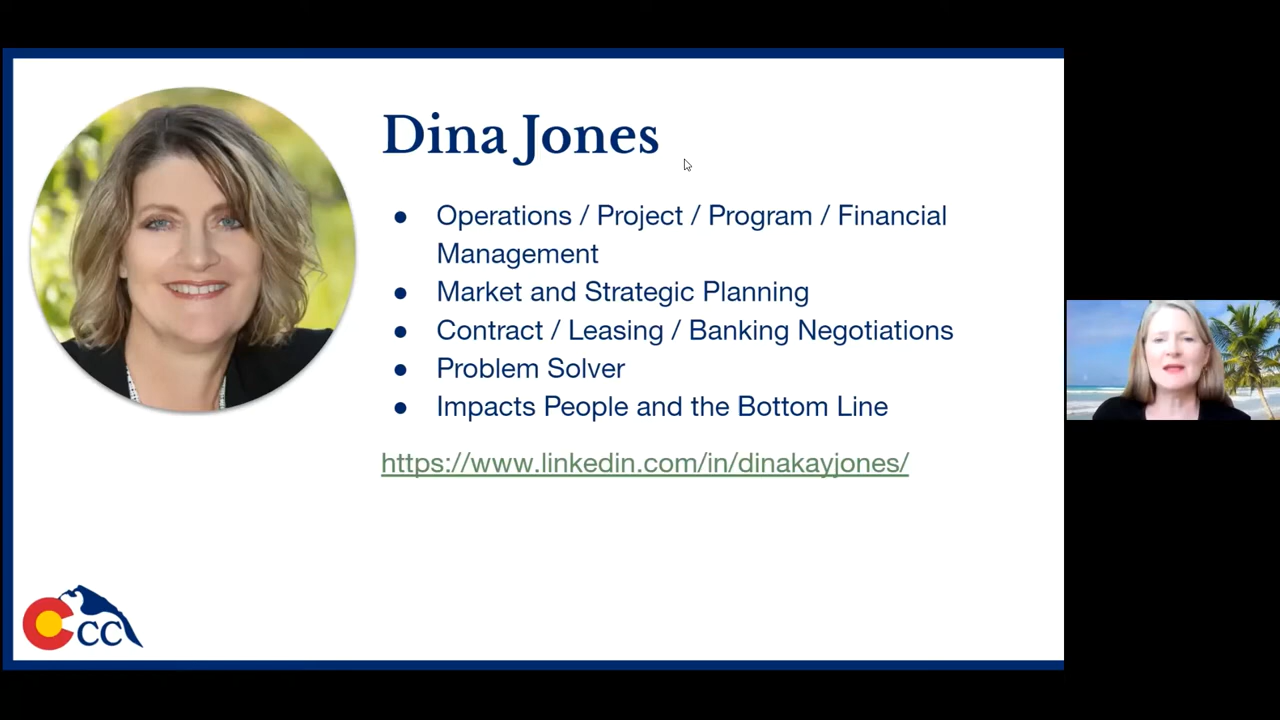 Dina Jones
● Operations / Project / Program / Financial
Management
● Market and Strategic Planning
● Contract / Leasing / Banking Negotiations
● Problem Solver
● Impacts People and the Bottom Line
https://www.linkedin.com/in/dinakayjones/
CCC